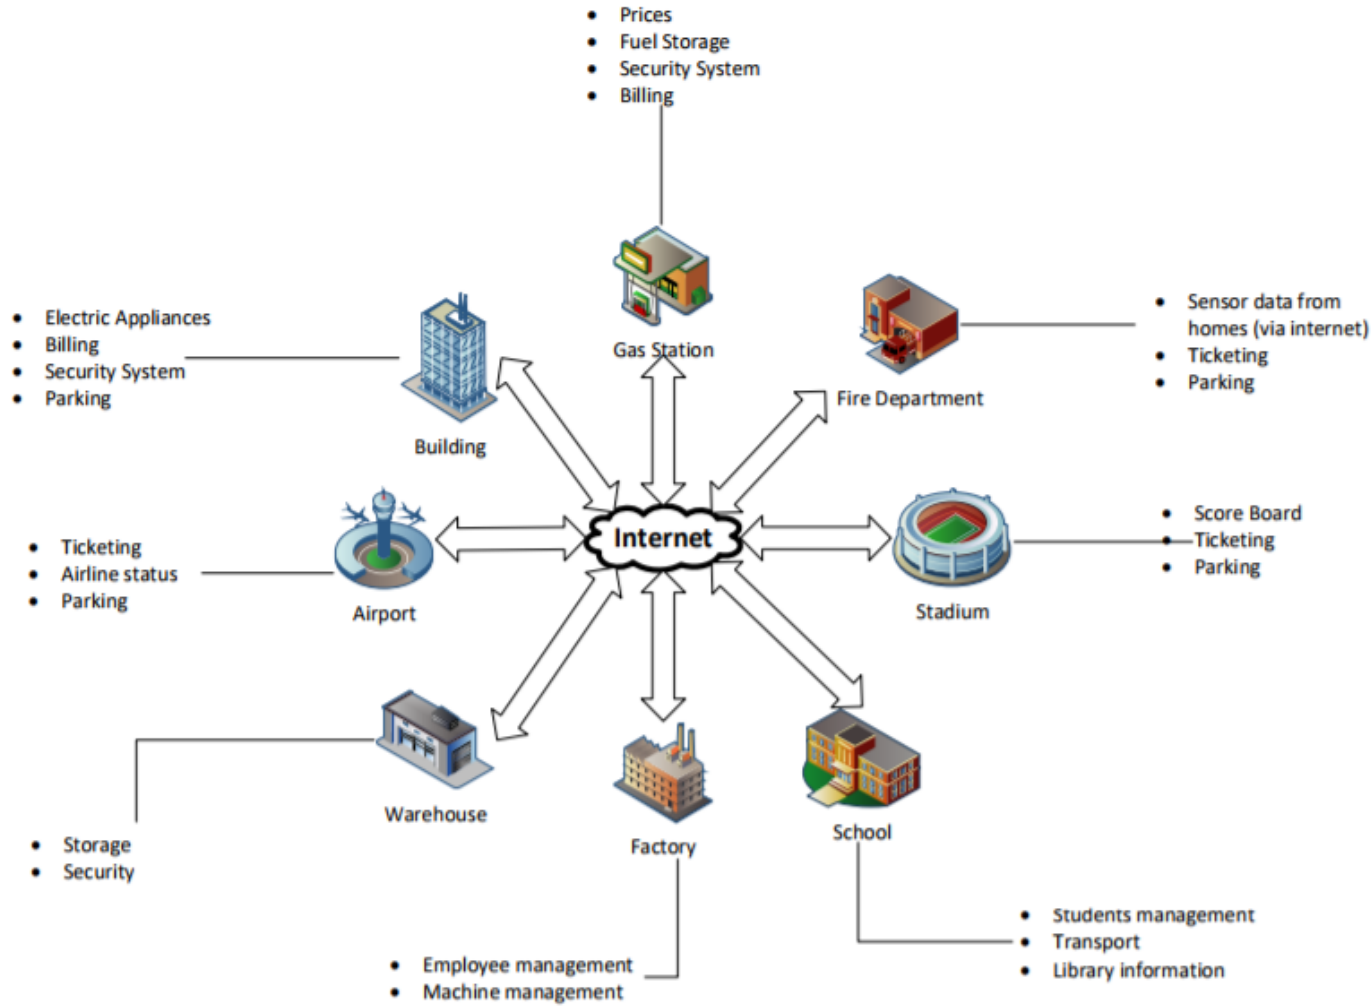 • Prices
• Fuel Storage
• Security System
• Billing
Gas Station
• Electric Appliances
• Billing
• Security System
• Parking
Building
• Sensor data from
homes (via internet)
• Ticketing
• Parking
Fire Department
Internet
• Ticketing
• Airline status
• Parking
Airport
• Score Board
• Ticketing
• Parking
Stadium
Warehouse
• Storage
• Security
Factory
• Employee management
• Machine management
School
• Students management
• Transport
• Library information